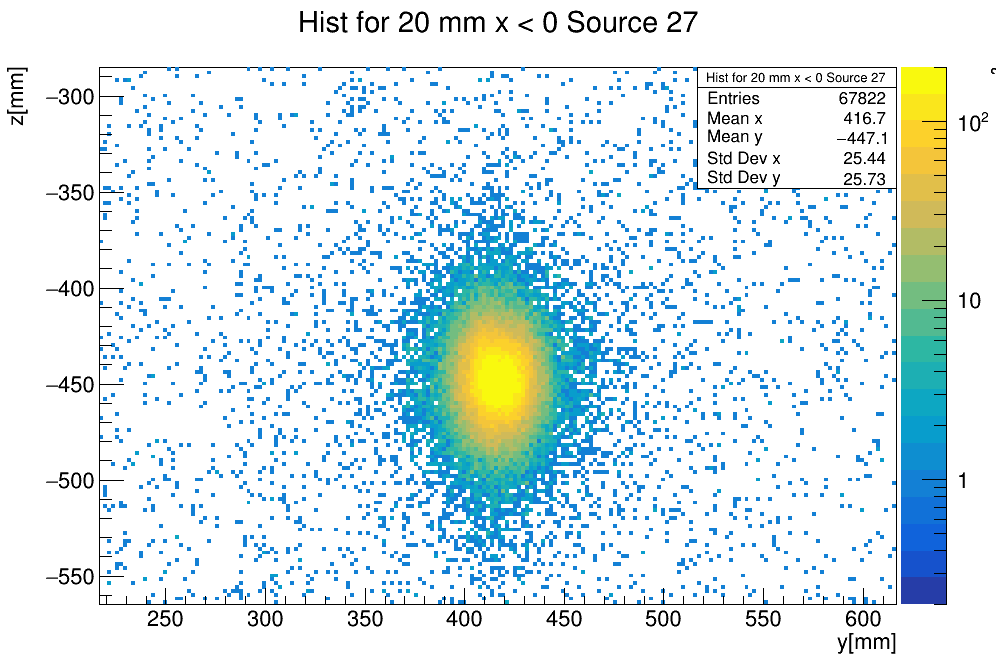 Hist for 20 mm x < 0 Source 27
z[mm]
Hist for 20 mm x < 0 Source 27
Entries 67822
Mean x 416.7
Mean y −447.1
Std Dev x 25.44
Std Dev y 25.73
−300
−350
−400
−450
−500
−550
10²
10
1
250 300 350 400 450 500 550 600
y[mm]